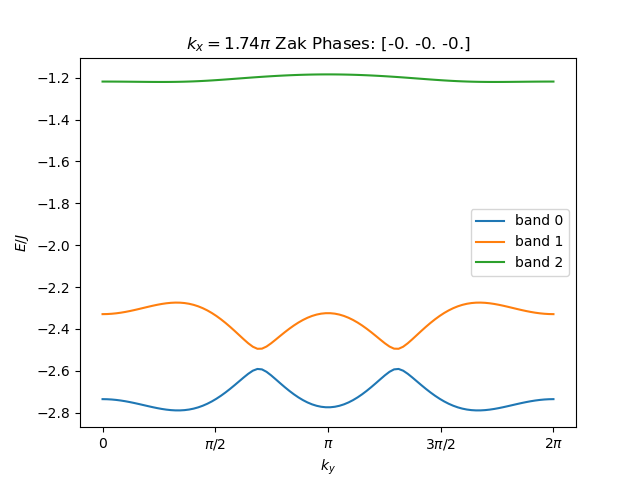 $k_x = 1.74\pi$ Zak Phases: [-0. -0. -0.]
E/J
−1.2
−1.4
−1.6
−1.8
−2.0
−2.2
−2.4
−2.6
−2.8
band 0
band 1
band 2
0
π/2
π
3π/2
2π
$k_y$